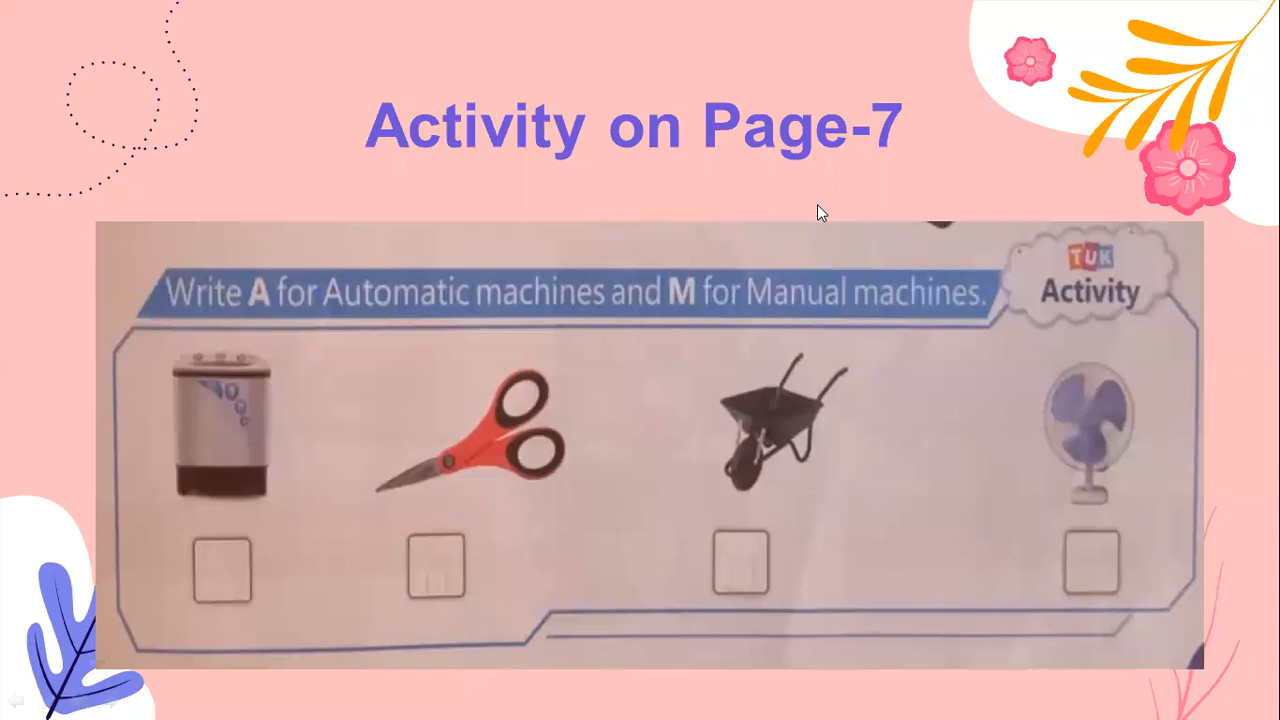 Activity on Page-7
Write A for Automatic machines and M for Manual machines.
TUK
Activity